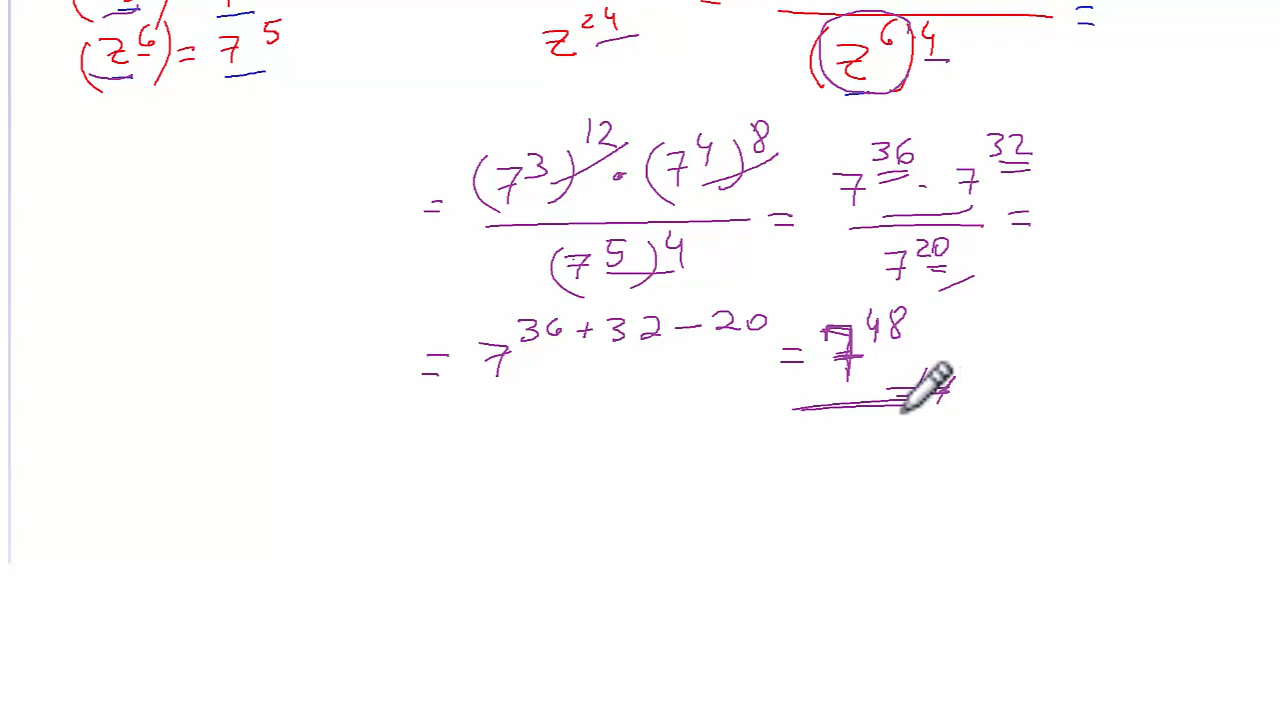 (z^6) = 7^5
z^24 = (z^6)^4 =
= (7^3)^12 · (7^4)^8 / (7^5)^4 = 7^36 · 7^32 / 7^20 =
= 7^(36+32−20) = 7^48